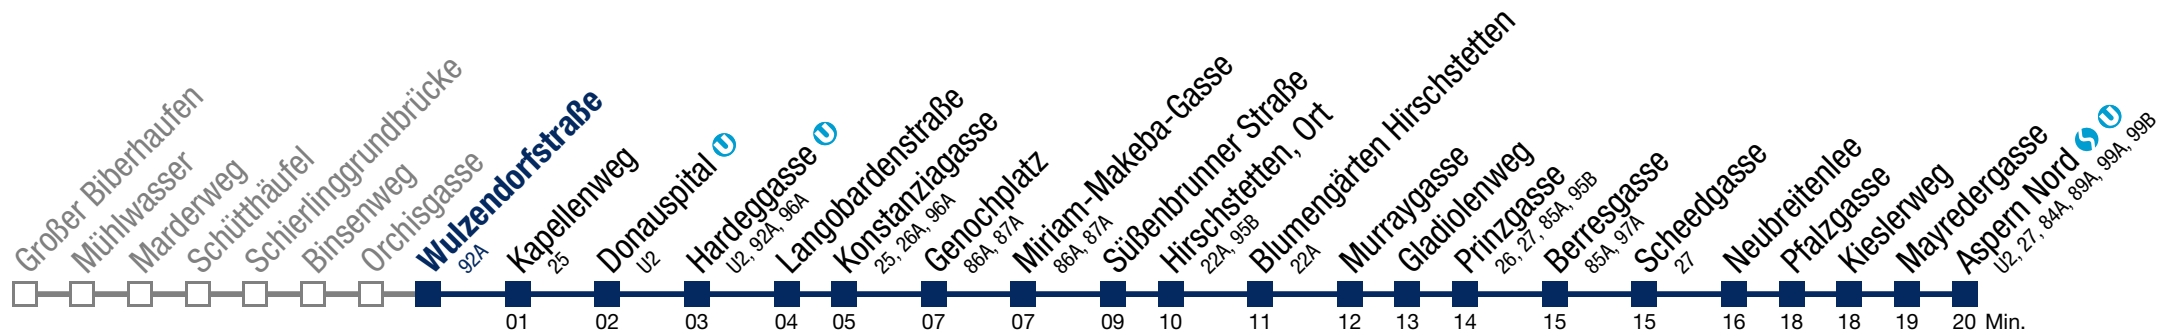 Großer Biberhaufen
Mühlwasser
Marderweg
Schütthäufel
Schierlinggrundbrücke
Binsenweg
Orchisgasse
Wulzendorfstraße
92A
Kapellenweg
25
Donauspital U
U2
Hardeggasse U
U2, 92A, 96A
Langobardenstraße
Konstanziagasse
25, 26A, 96A
Genochplatz
86A, 87A
Miriam-Makeba-Gasse
86A, 87A
Süßenbrunner Straße
Hirschstetten, Ort
22A, 95B
Blumengärten Hirschstetten
22A
Murraygasse
Gladiolenweg
Prinzgasse
26, 27, 85A, 95B
Berresgasse
85A, 97A
Scheedgasse
27
Neubreitenlee
Pfalzgasse
Kieslerweg
Mayredergasse
Aspern Nord S U
U2, 27, 84A, 89A, 99A, 99B
01 02 03 04 05 07 07 09 10 11 12 13 14 15 15 16 18 18 19 20 Min.